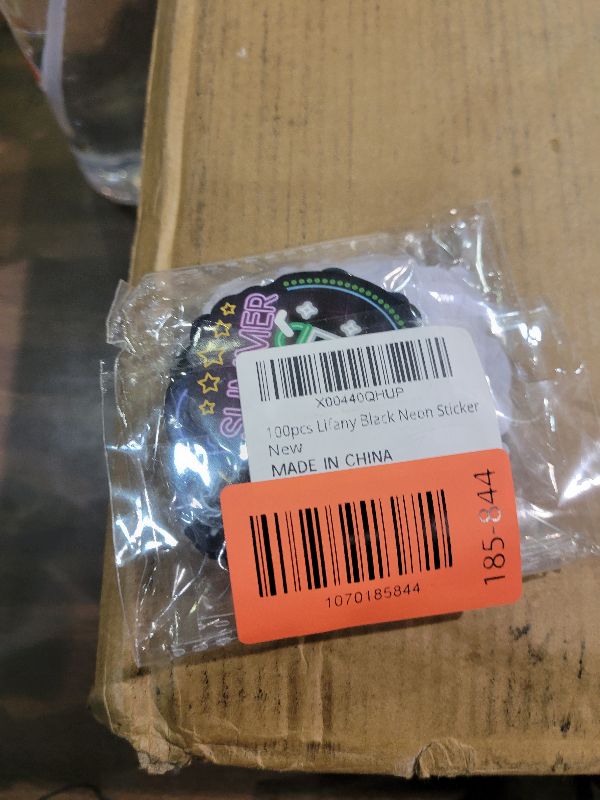 SUMMER
X00440QHUP
100pcs Lifany Black Neon Sticker
New
MADE IN CHINA
1070185844
185-844